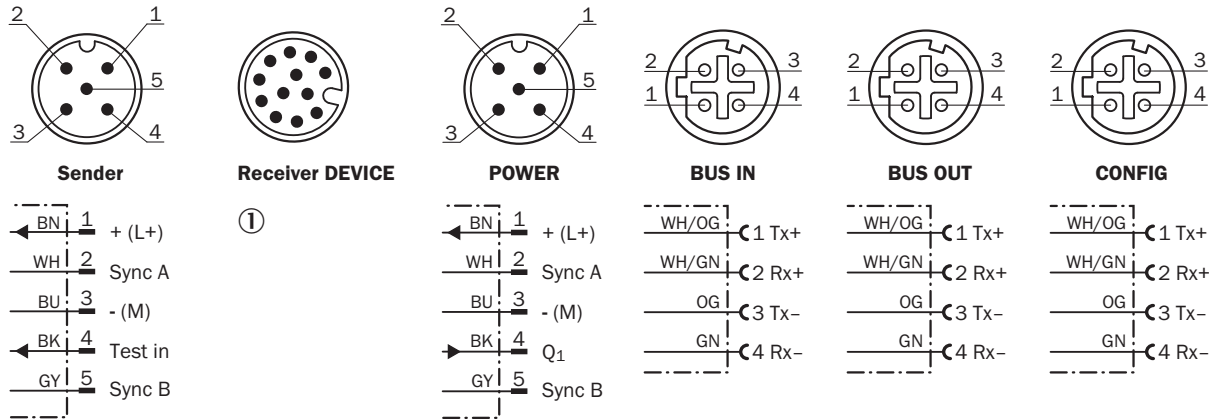 2 1
5
3 4
Sender
BN 1 + (L+)
WH 2 Sync A
BU 3 - (M)
BK 4 Test in
GY 5 Sync B
Receiver DEVICE
①
2 1
5
3 4
POWER
BN 1 + (L+)
WH 2 Sync A
BU 3 - (M)
BK 4 Q1
GY 5 Sync B
2 3
1 4
BUS IN
WH/OG 1 Tx+
WH/GN 2 Rx+
OG 3 Tx–
GN 4 Rx–
2 3
1 4
BUS OUT
WH/OG 1 Tx+
WH/GN 2 Rx+
OG 3 Tx–
GN 4 Rx–
2 3
1 4
CONFIG
WH/OG 1 Tx+
WH/GN 2 Rx+
OG 3 Tx–
GN 4 Rx–